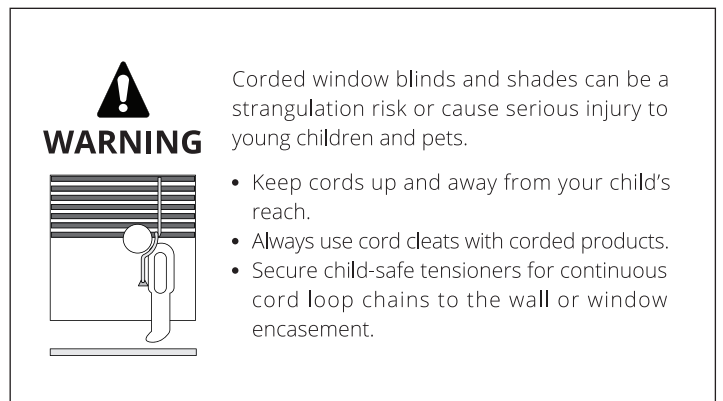 WARNING
Corded window blinds and shades can be a
strangulation risk or cause serious injury to
young children and pets.
• Keep cords up and away from your child's
reach.
• Always use cord cleats with corded products.
• Secure child-safe tensioners for continuous
cord loop chains to the wall or window
encasement.